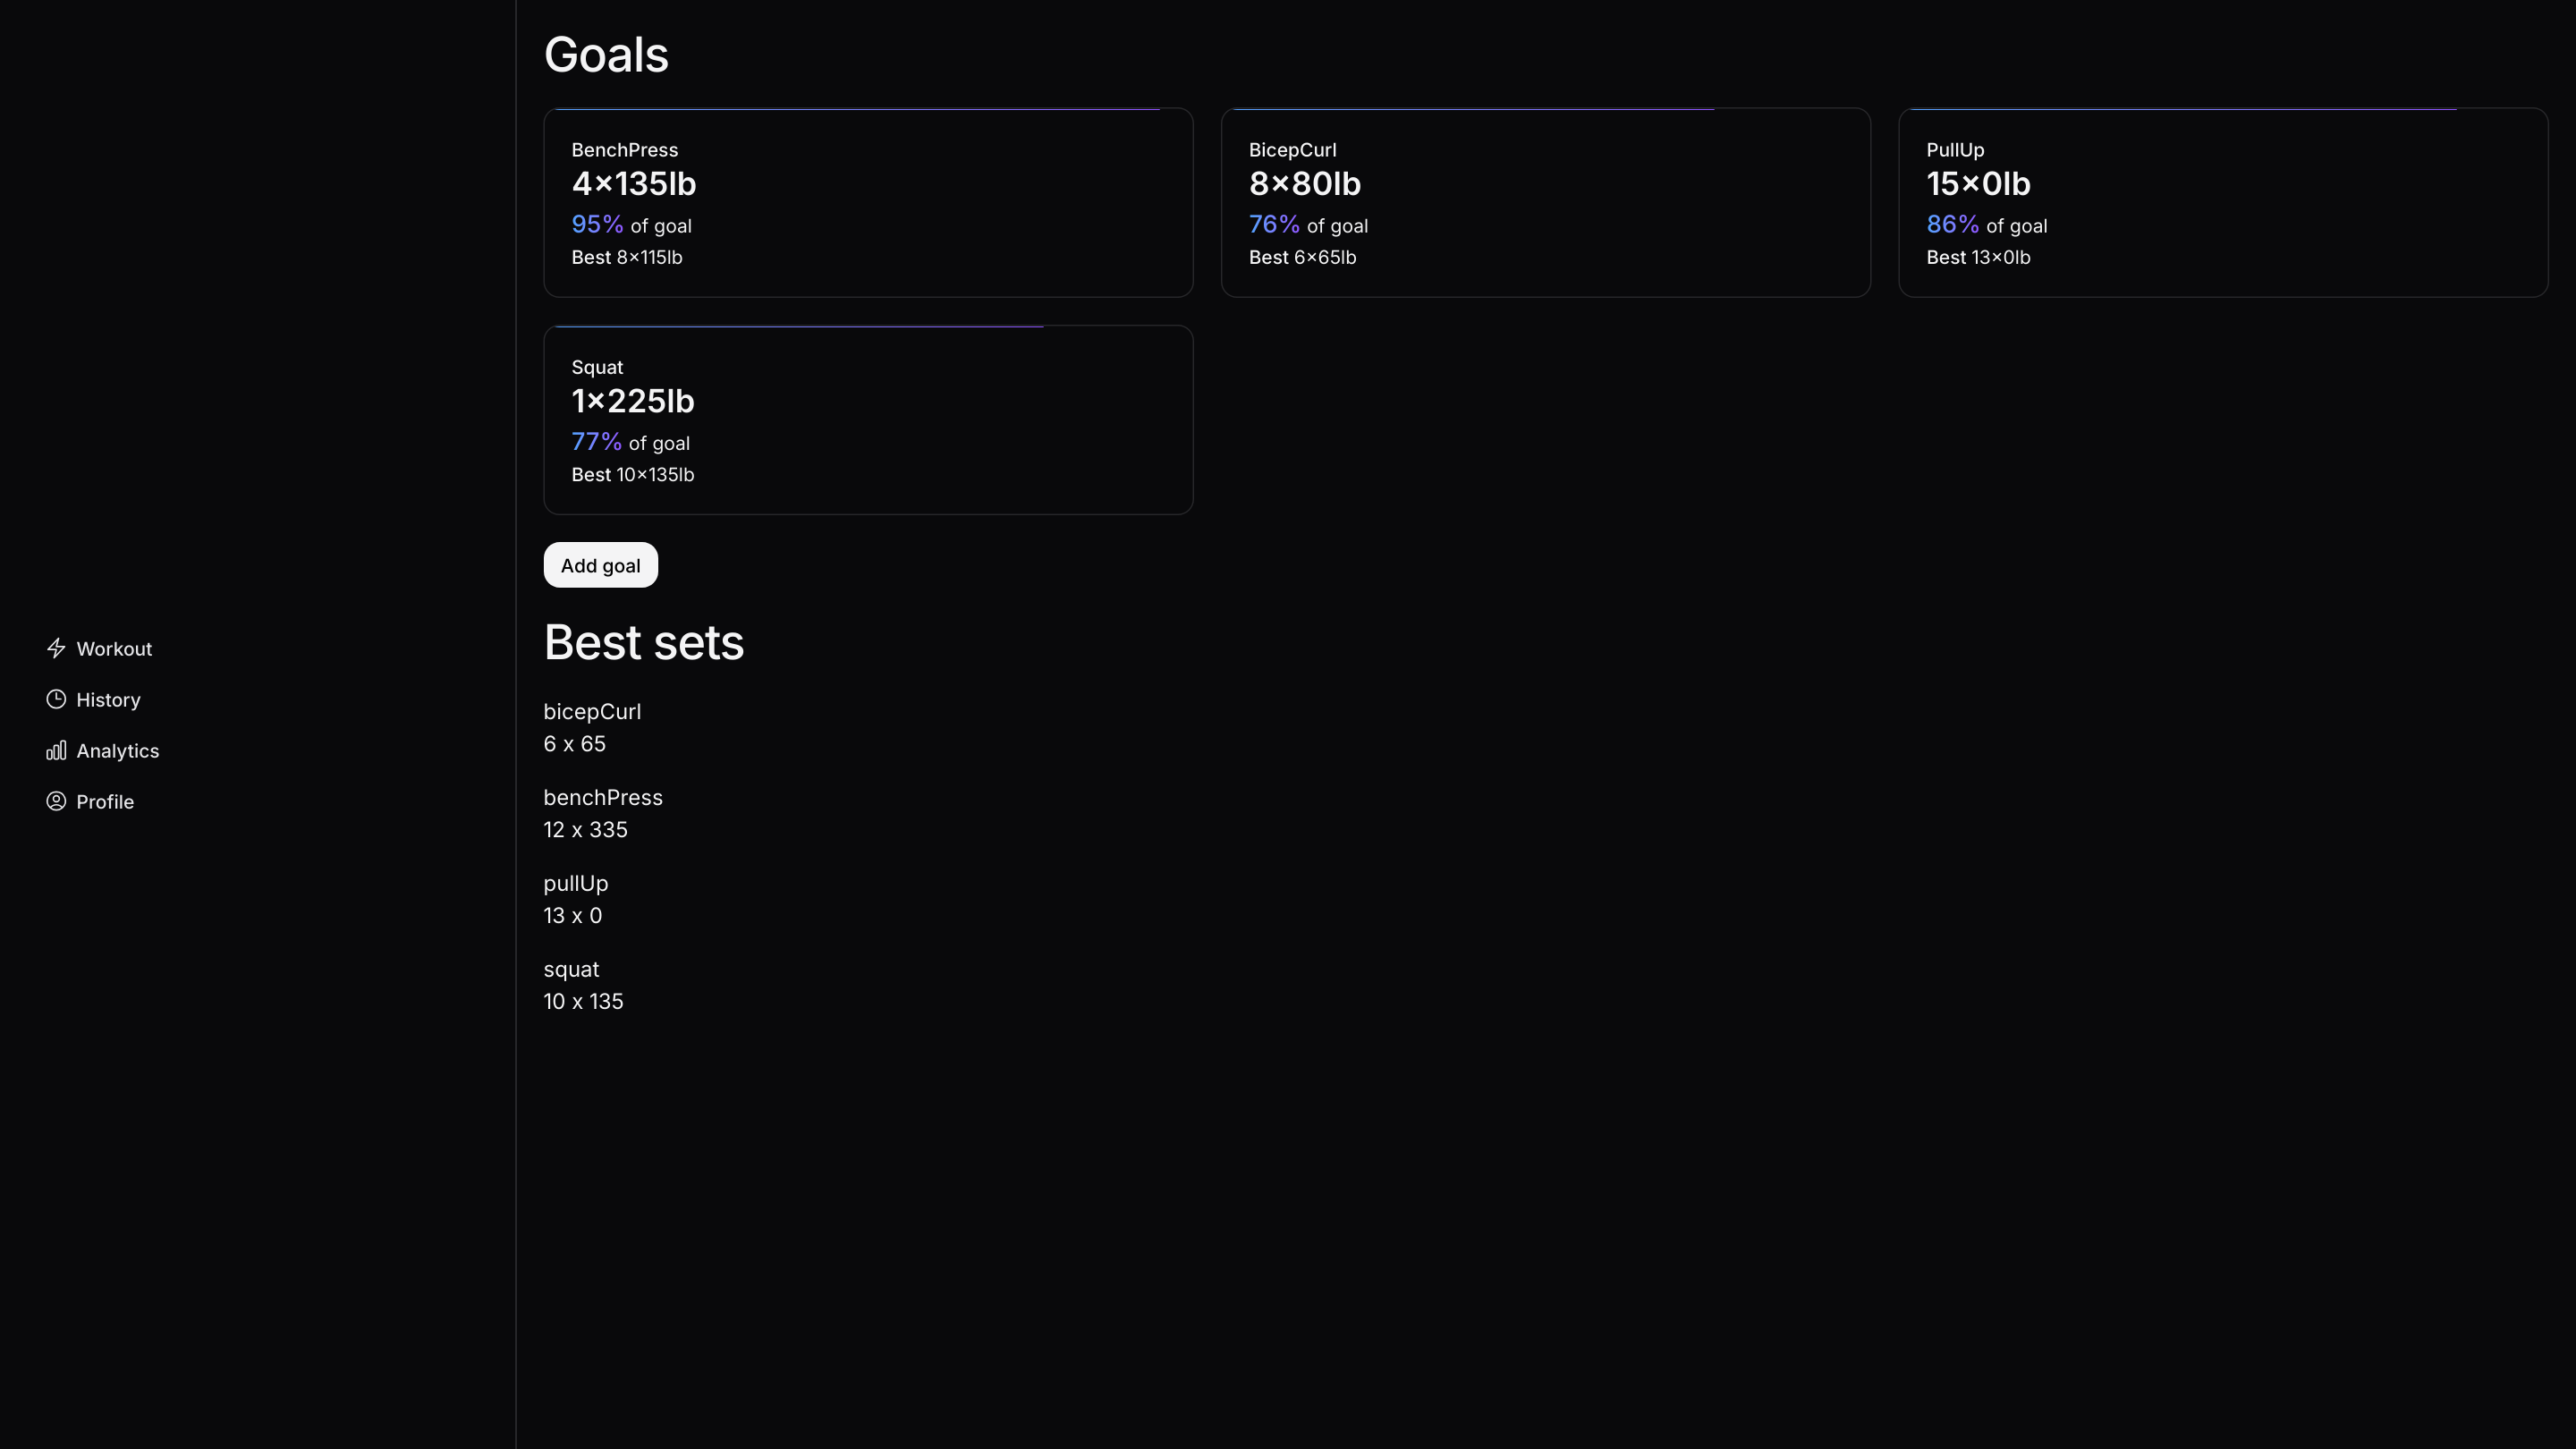 Workout
History
Analytics
Profile
Goals
BenchPress
4×135lb
95% of goal
Best 8×115lb
BicepCurl
8×80lb
76% of goal
Best 6×65lb
PullUp
15×0lb
86% of goal
Best 13×0lb
Squat
1×225lb
77% of goal
Best 10×135lb
Add goal
Best sets
bicepCurl
6 x 65
benchPress
12 x 335
pullUp
13 x 0
squat
10 x 135